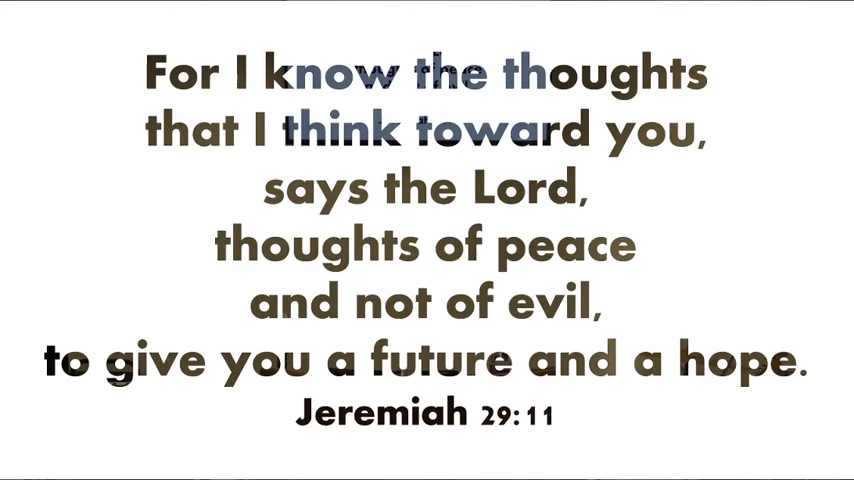 For I know the thoughts
that I think toward you,
says the Lord,
thoughts of peace
and not of evil,
to give you a future and a hope.
Jeremiah 29:11